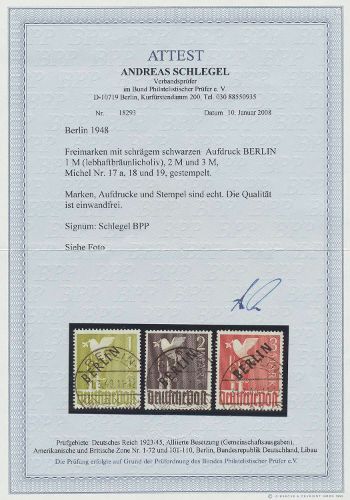 ATTEST
ANDREAS SCHLEGEL
Verbandsprüfer
im Bund Philatelistischer Prüfer e. V.
D-10719 Berlin, Kurfürstendamm 200, Tel. 030 88550935
Nr. 18293 Datum 10. Januar 2008
Berlin 1948
Freimarken mit schrägem schwarzen Aufdruck BERLIN
1 M (lebhaftbräunlicholiv), 2 M und 3 M,
Michel Nr. 17 a, 18 und 19, gestempelt.
Marken, Aufdrucke und Stempel sind echt. Die Qualität
ist einwandfrei.
Signum: Schlegel BPP
Siehe Foto
1 2 3
BERLIN BERLIN BERLIN
deutsche post deutsche post deutsche post
Prüfgebiete: Deutsches Reich 1923/45, Alliierte Besetzung (Gemeinschaftsausgaben),
Amerikanische und Britische Zone Nr. 1-72 und 101-110, Berlin, Bundesrepublik Deutschland, Libau
Die Prüfung erfolgte auf Grund der Prüfordnung des Bundes Philatelistischer Prüfer e. V.